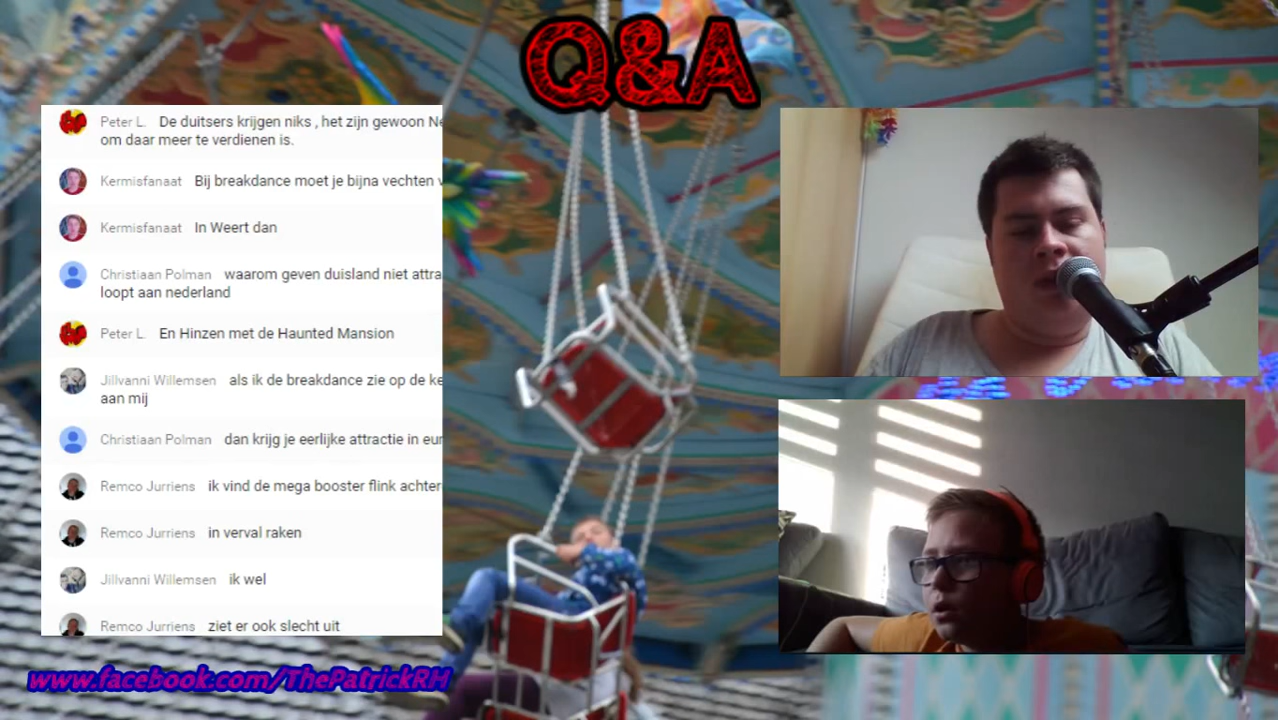 Q&A
Peter L. De duitsers krijgen niks , het zijn gewoon
om daar meer te verdienen is.
Kermisfanaat Bij breakdance moet je bijna vechten
Kermisfanaat In Weert dan
Christiaan Polman waarom geven duisland niet
loopt aan nederland
Peter L. En Hinzen met de Haunted Mansion
Jillvanni Willemsen als ik de breakdance zie op de
aan mij
Christiaan Polman dan krijg je eerlijke attractie in
Remco Jurriens ik vind de mega booster flink
Remco Jurriens in verval raken
Jillvanni Willemsen ik wel
Remco Jurriens ziet er ook slecht uit
www.facebook.com/ThePatrickRH